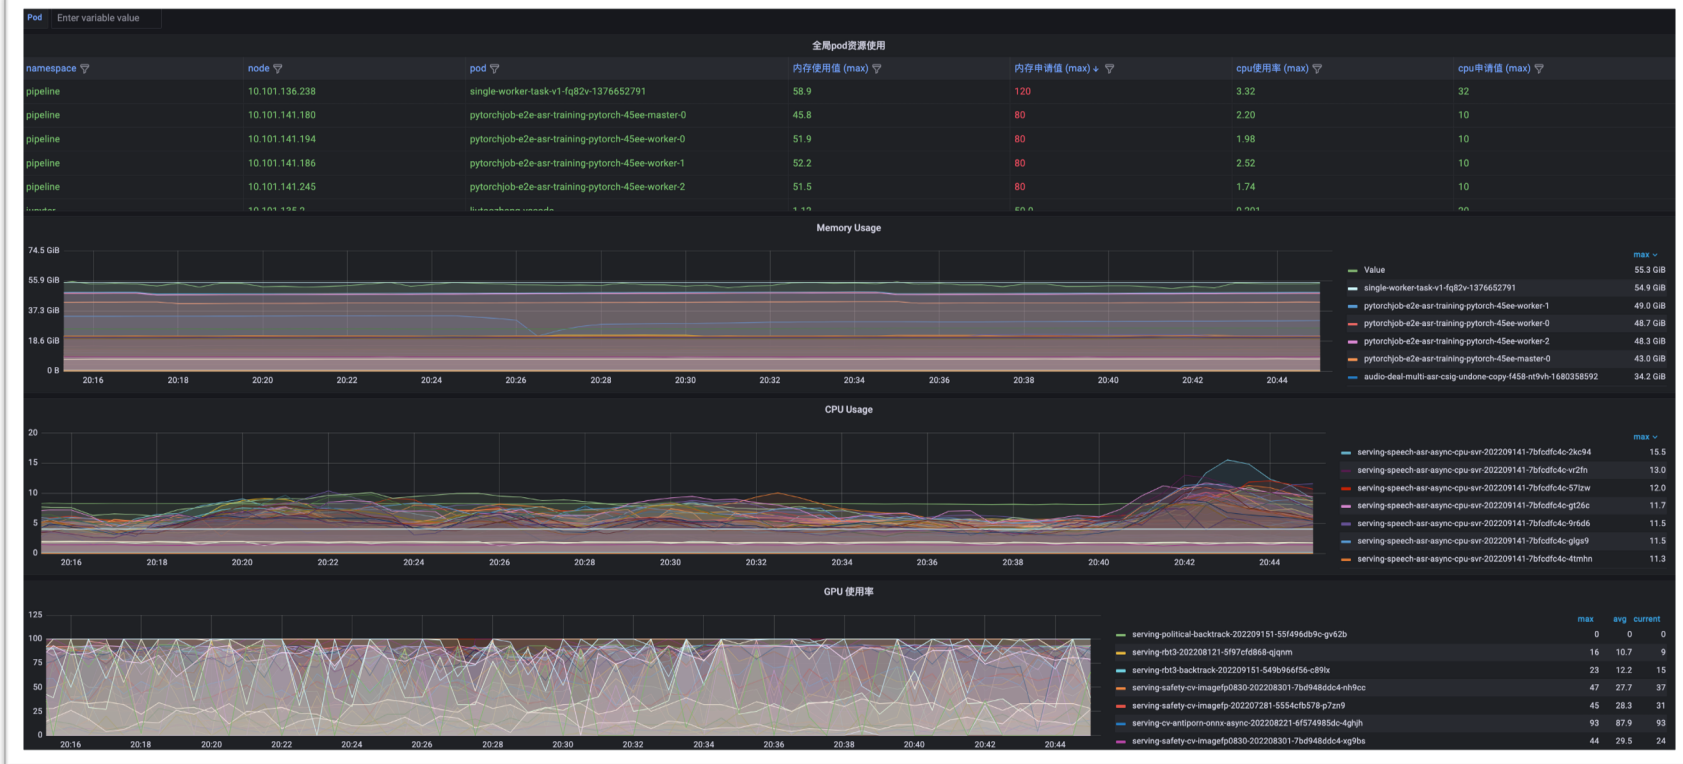 Pod Enter variable value
全局pod资源使用
namespace node pod 内存使用值 (max) 内存申请值 (max) cpu使用率 (max) cpu申请值 (max)
pipeline 10.101.136.238 single-worker-task-v1-fq82v-1376652791 58.9 120 3.32 32
pipeline 10.101.141.180 pytorchjob-e2e-asr-training-pytorch-45ee-master-0 45.8 80 2.20 10
pipeline 10.101.141.194 pytorchjob-e2e-asr-training-pytorch-45ee-worker-0 51.9 80 1.98 10
pipeline 10.101.141.186 pytorchjob-e2e-asr-training-pytorch-45ee-worker-1 52.2 80 2.52 10
pipeline 10.101.141.245 pytorchjob-e2e-asr-training-pytorch-45ee-worker-2 51.5 80 1.74 10
Memory Usage
74.5 GiB
55.9 GiB
37.3 GiB
18.6 GiB
0 B
20:16 20:18 20:20 20:22 20:24 20:26 20:28 20:30 20:32 20:34 20:36 20:38 20:40 20:42 20:44
max
Value 55.3 GiB
single-worker-task-v1-fq82v-1376652791 54.9 GiB
pytorchjob-e2e-asr-training-pytorch-45ee-worker-1 49.0 GiB
pytorchjob-e2e-asr-training-pytorch-45ee-worker-0 48.7 GiB
pytorchjob-e2e-asr-training-pytorch-45ee-worker-2 48.3 GiB
pytorchjob-e2e-asr-training-pytorch-45ee-master-0 43.0 GiB
audio-deal-multi-asr-csig-undone-copy-f458-nt9vh-1680358592 34.2 GiB
CPU Usage
20
15
10
5
0
20:16 20:18 20:20 20:22 20:24 20:26 20:28 20:30 20:32 20:34 20:36 20:38 20:40 20:42 20:44
max
serving-speech-asr-async-cpu-svr-202209141-7bfcdfc4c-2kc94 15.5
serving-speech-asr-async-cpu-svr-202209141-7bfcdfc4c-vr2fn 13.0
serving-speech-asr-async-cpu-svr-202209141-7bfcdfc4c-57lzw 12.0
serving-speech-asr-async-cpu-svr-202209141-7bfcdfc4c-gt26c 11.7
serving-speech-asr-async-cpu-svr-202209141-7bfcdfc4c-9r6d6 11.5
serving-speech-asr-async-cpu-svr-202209141-7bfcdfc4c-glgs9 11.5
serving-speech-asr-async-cpu-svr-202209141-7bfcdfc4c-4tmhn 11.3
GPU 使用率
125
100
75
50
25
0
20:16 20:18 20:20 20:22 20:24 20:26 20:28 20:30 20:32 20:34 20:36 20:38 20:40 20:42 20:44
max avg current
serving-political-backtrack-202209151-55f496db9c-gv62b 0 0 0
serving-rbt3-202208121-5f97cfd868-qjqnm 16 10.7 9
serving-rbt3-backtrack-202209151-549b966f56-c89lx 23 12.2 15
serving-safety-cv-imagefp0830-202208301-7bd948ddc4-nh9cc 47 27.7 37
serving-safety-cv-imagefp-202207281-5554cfb578-p7zn9 45 28.3 31
serving-cv-antiporn-onnx-async-202208221-6f574985dc-4ghjh 93 87.9 93
serving-safety-cv-imagefp0830-202208301-7bd948ddc4-xg9bs 44 29.5 24